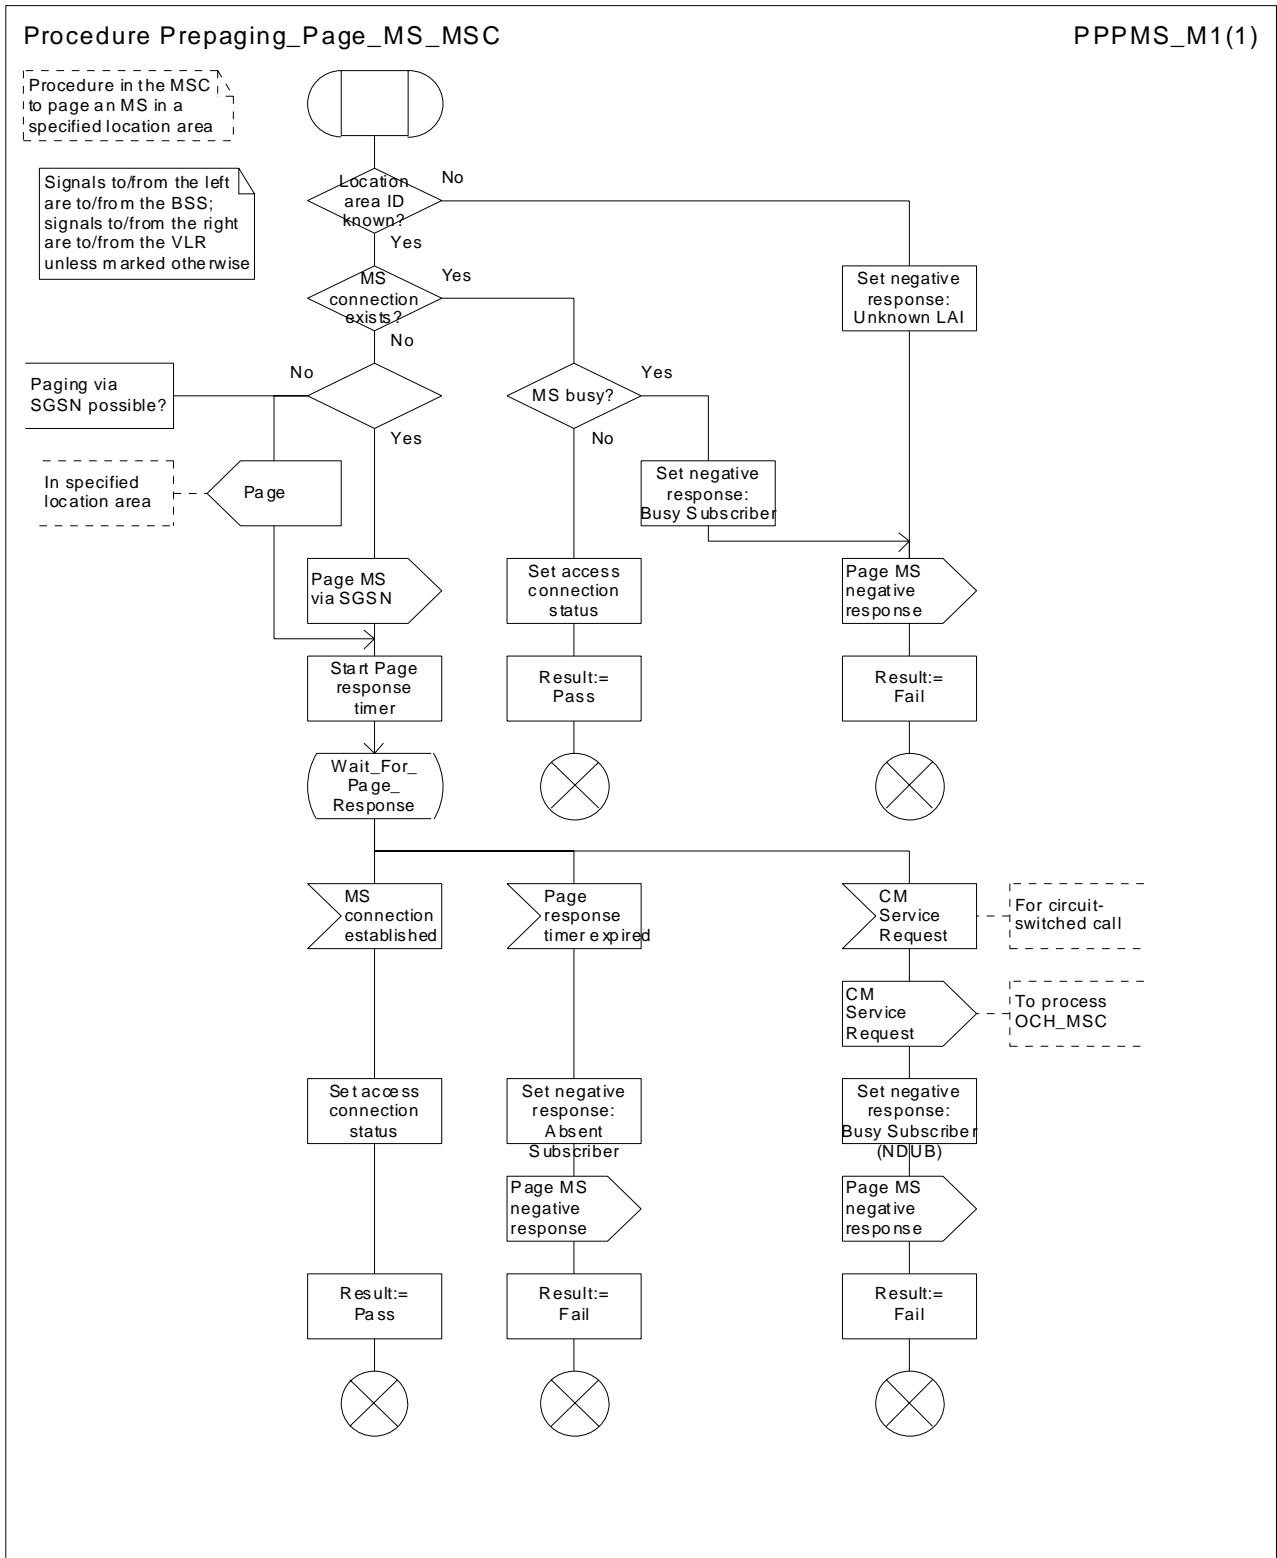 Procedure Prepaging_Page_MS_MSC
PPPMS_M1(1)
Procedure in the MSC
to page an MS in a
specified location area
Signals to/from the left
are to/from the BSS;
signals to/from the right
are to/from the VLR
unless marked otherwise
Location
area ID
known?
No
Yes
MS
connection
exists?
Yes
No
Set negative
response:
Unknown LAI
Paging via
SGSN possible?
No
Yes
MS busy?
Yes
No
In specified
location area
Page
Set negative
response:
Busy Subscriber
Page MS
via SGSN
Set access
connection
status
Page MS
negative
response
Start Page
response
timer
Result:=
Pass
Result:=
Fail
Wait_For_
Page_
Response
MS
connection
established
Page
response
timer expired
CM
Service
Request
For circuit-
switched call
CM
Service
Request
To process
OCH_MSC
Set access
connection
status
Set negative
response:
Absent
Subscriber
Set negative
response:
Busy Subscriber
(NDUB)
Page MS
negative
response
Page MS
negative
response
Result:=
Pass
Result:=
Fail
Result:=
Fail